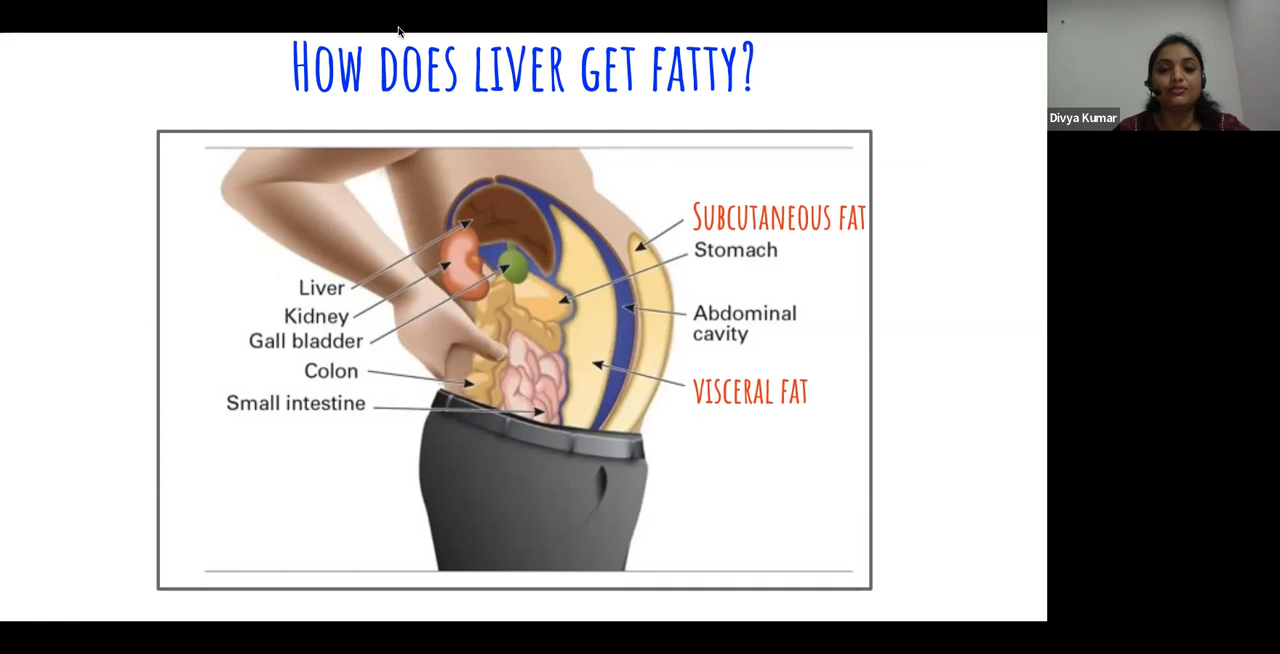 HOW DOES LIVER GET FATTY?
Divya Kumar
SUBCUTANEOUS FAT
Stomach
Liver
Kidney
Gall bladder
Colon
Small intestine
Abdominal
cavity
VISCERAL FAT